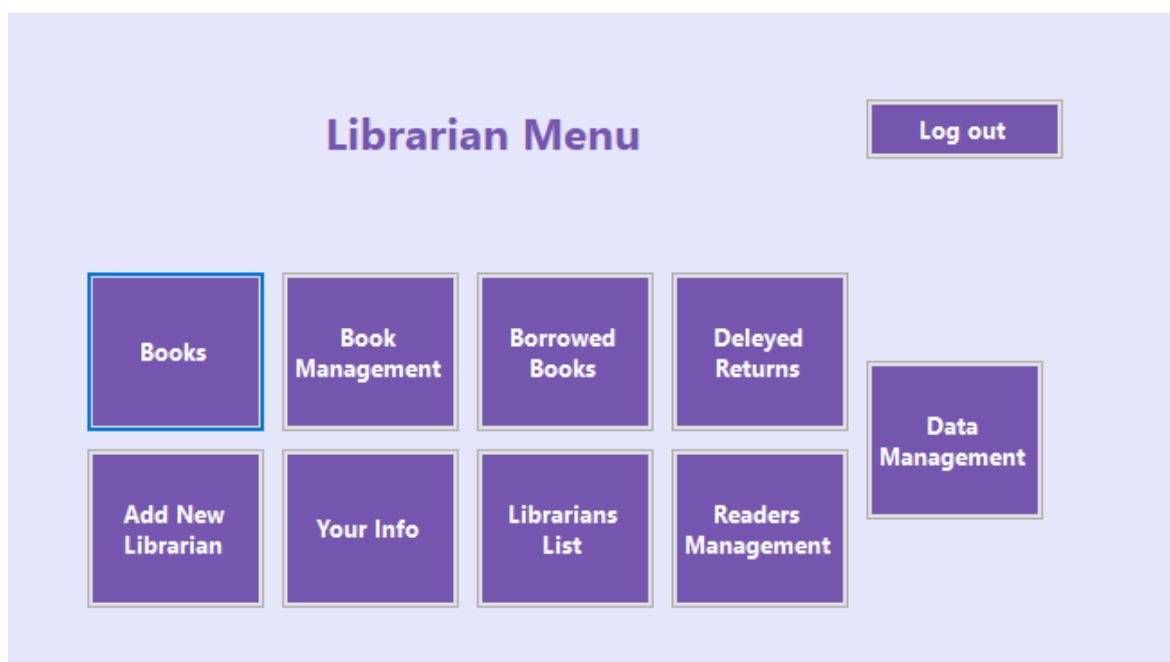 Librarian Menu
Log out
Books
Book
Management
Borrowed
Books
Deleyed
Returns
Data
Management
Add New
Librarian
Your Info
Librarians
List
Readers
Management